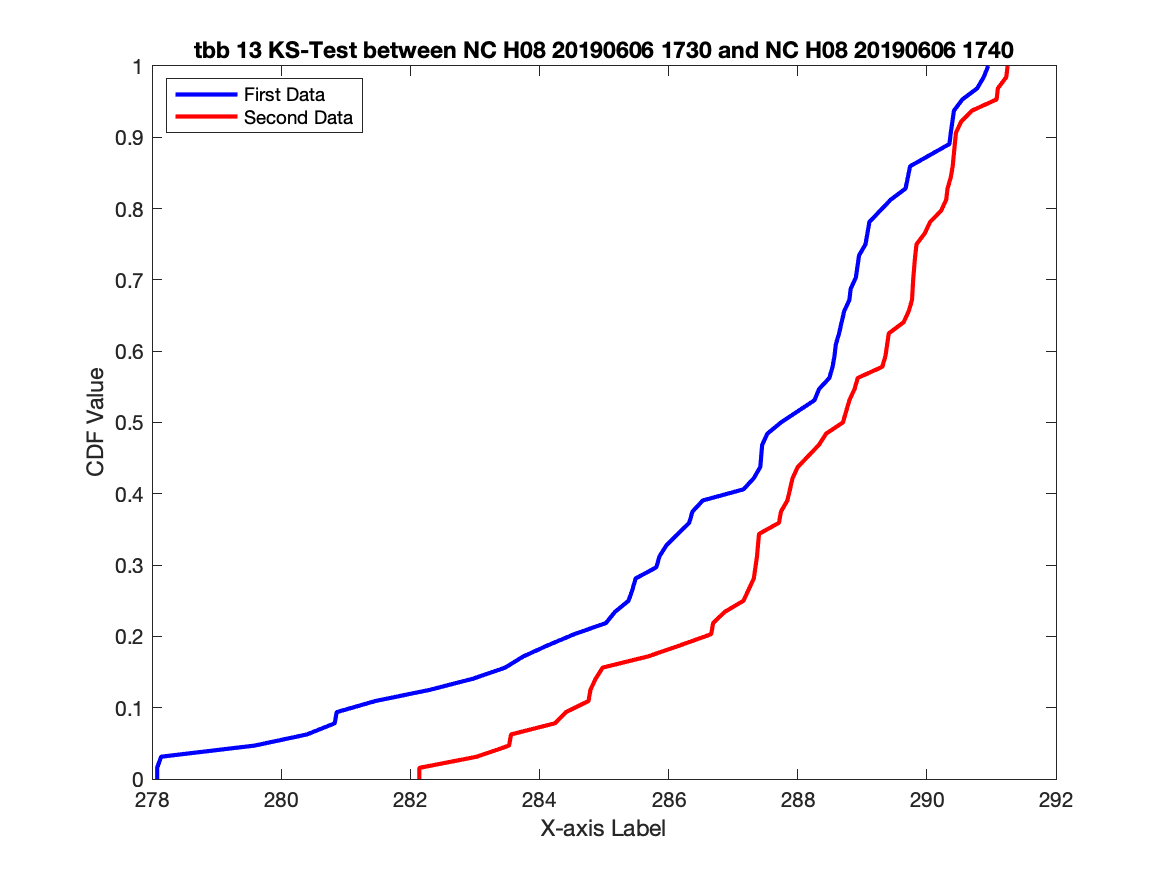 tbb 13 KS-Test between NC H08 20190606 1730 and NC H08 20190606 1740
First Data
Second Data
1
0.9
0.8
0.7
0.6
0.5
0.4
0.3
0.2
0.1
0
CDF Value
278 280 282 284 286 288 290 292
X-axis Label